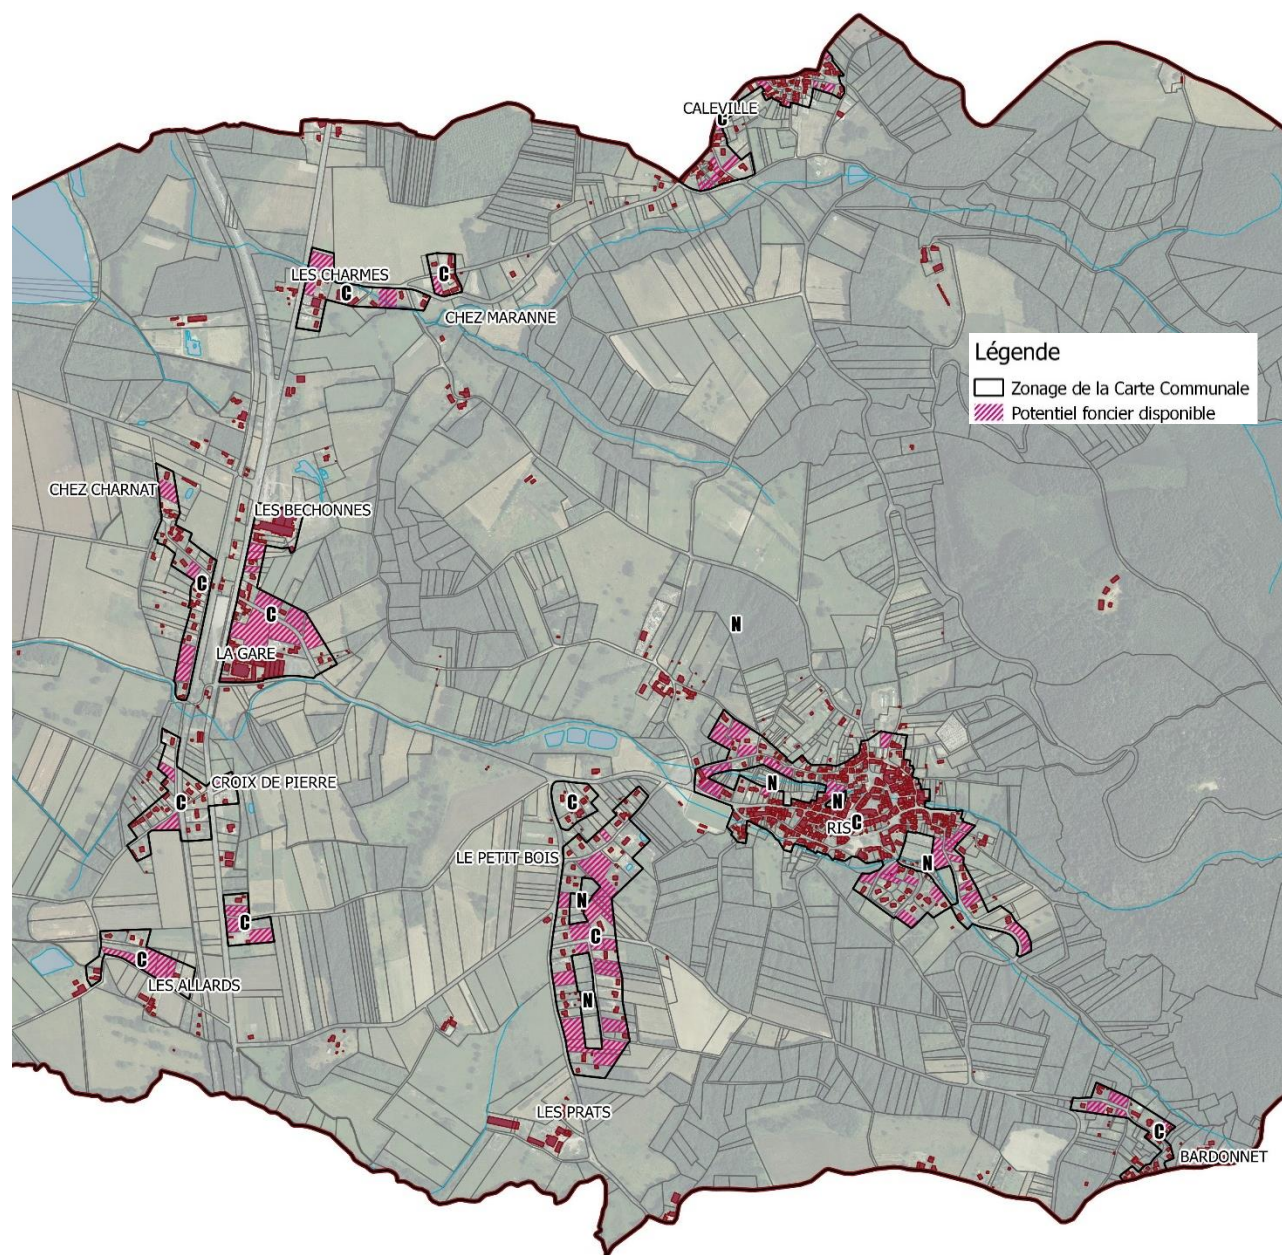 CALEVILLE
C
LES CHARMES
C
C
CHEZ MARANNE
Légende
Zonage de la Carte Communale
Potentiel foncier disponible
CHEZ CHARNAT
LES BECHONNES
C
C
N
LA GARE
CROIX DE PIERRE
C
C
N
N
RIS
C
LE PETIT BOIS
N
N
C
C
C
LES ALLARDS
N
LES PRATS
C
BARDONNET